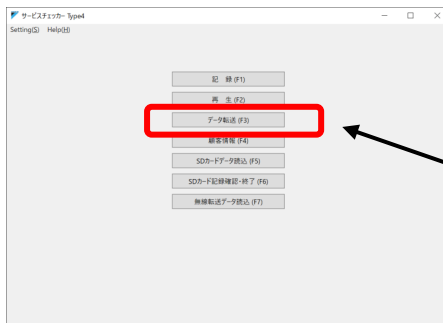 サービスチェッカー Type4
Setting(S) Help(H)
記 録 (F1)
再 生 (F2)
データ転送 (F3)
顧客情報 (F4)
SDカードデータ読込 (F5)
SDカード記録確認・終了 (F6)
無線転送データ読込 (F7)